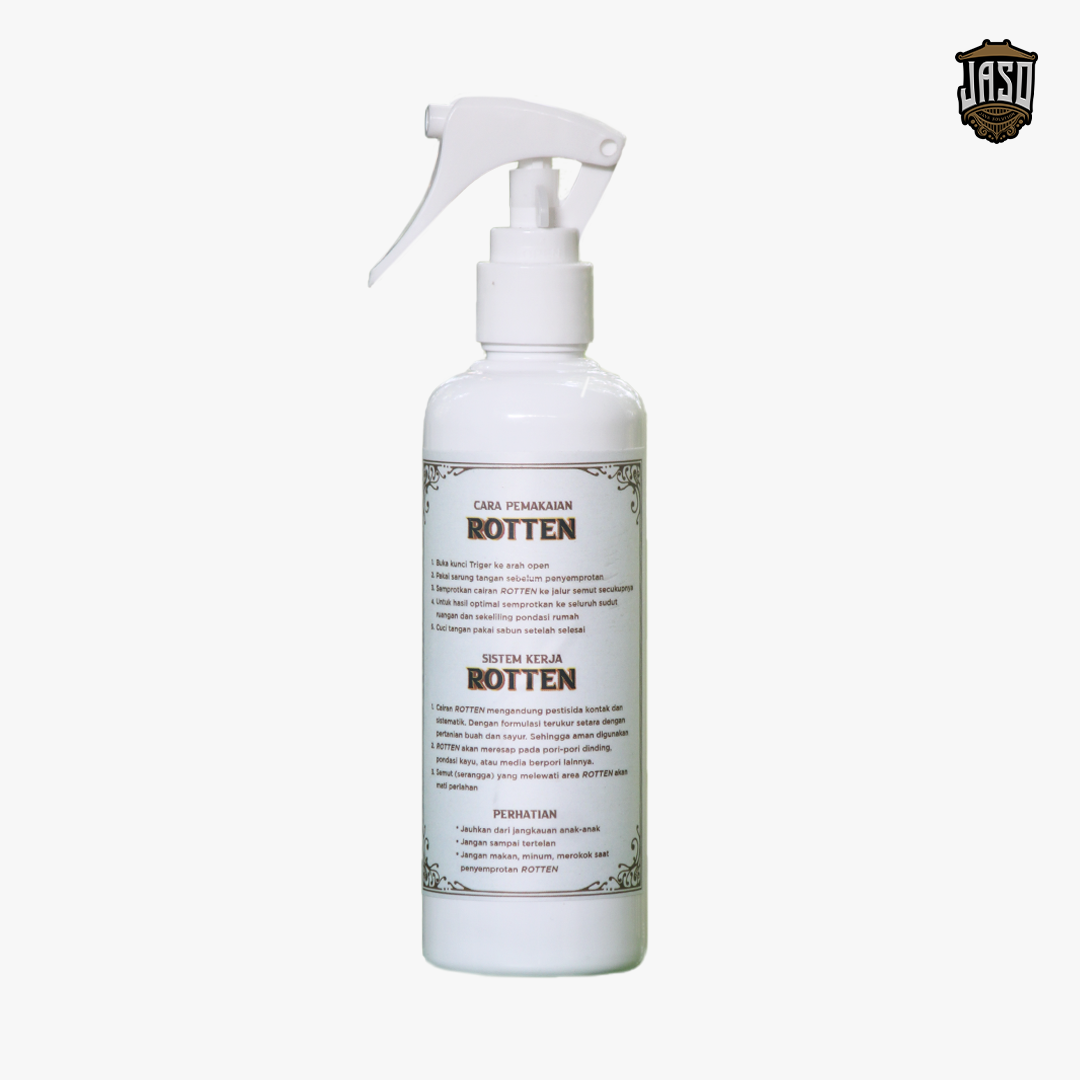 JASO
JAVA SOLUTION
CARA PEMAKAIAN
ROTTEN
1. Buka kunci Triger ke arah open
2. Pakai sarung tangan sebelum penyemprotan
3. Semprotkan cairan ROTTEN ke jalur semut secukupnya
4. Untuk hasil optimal semprotkan ke seluruh sudut
ruangan dan sekeliling pondasi rumah
5. Cuci tangan pakai sabun setelah selesai
SISTEM KERJA
ROTTEN
1. Cairan ROTTEN mengandung pestisida kontak dan
sistematik. Dengan formulasi terukur setara dengan
pertanian buah dan sayur. Sehingga aman digunakan
2. ROTTEN akan meresap pada pori-pori dinding,
pondasi kayu, atau media berpori lainnya.
3. Semut (serangga) yang melewati area ROTTEN akan
mati perlahan
PERHATIAN
* Jauhkan dari jangkauan anak-anak
* Jangan sampai tertelan
* Jangan makan, minum, merokok saat
penyemprotan ROTTEN